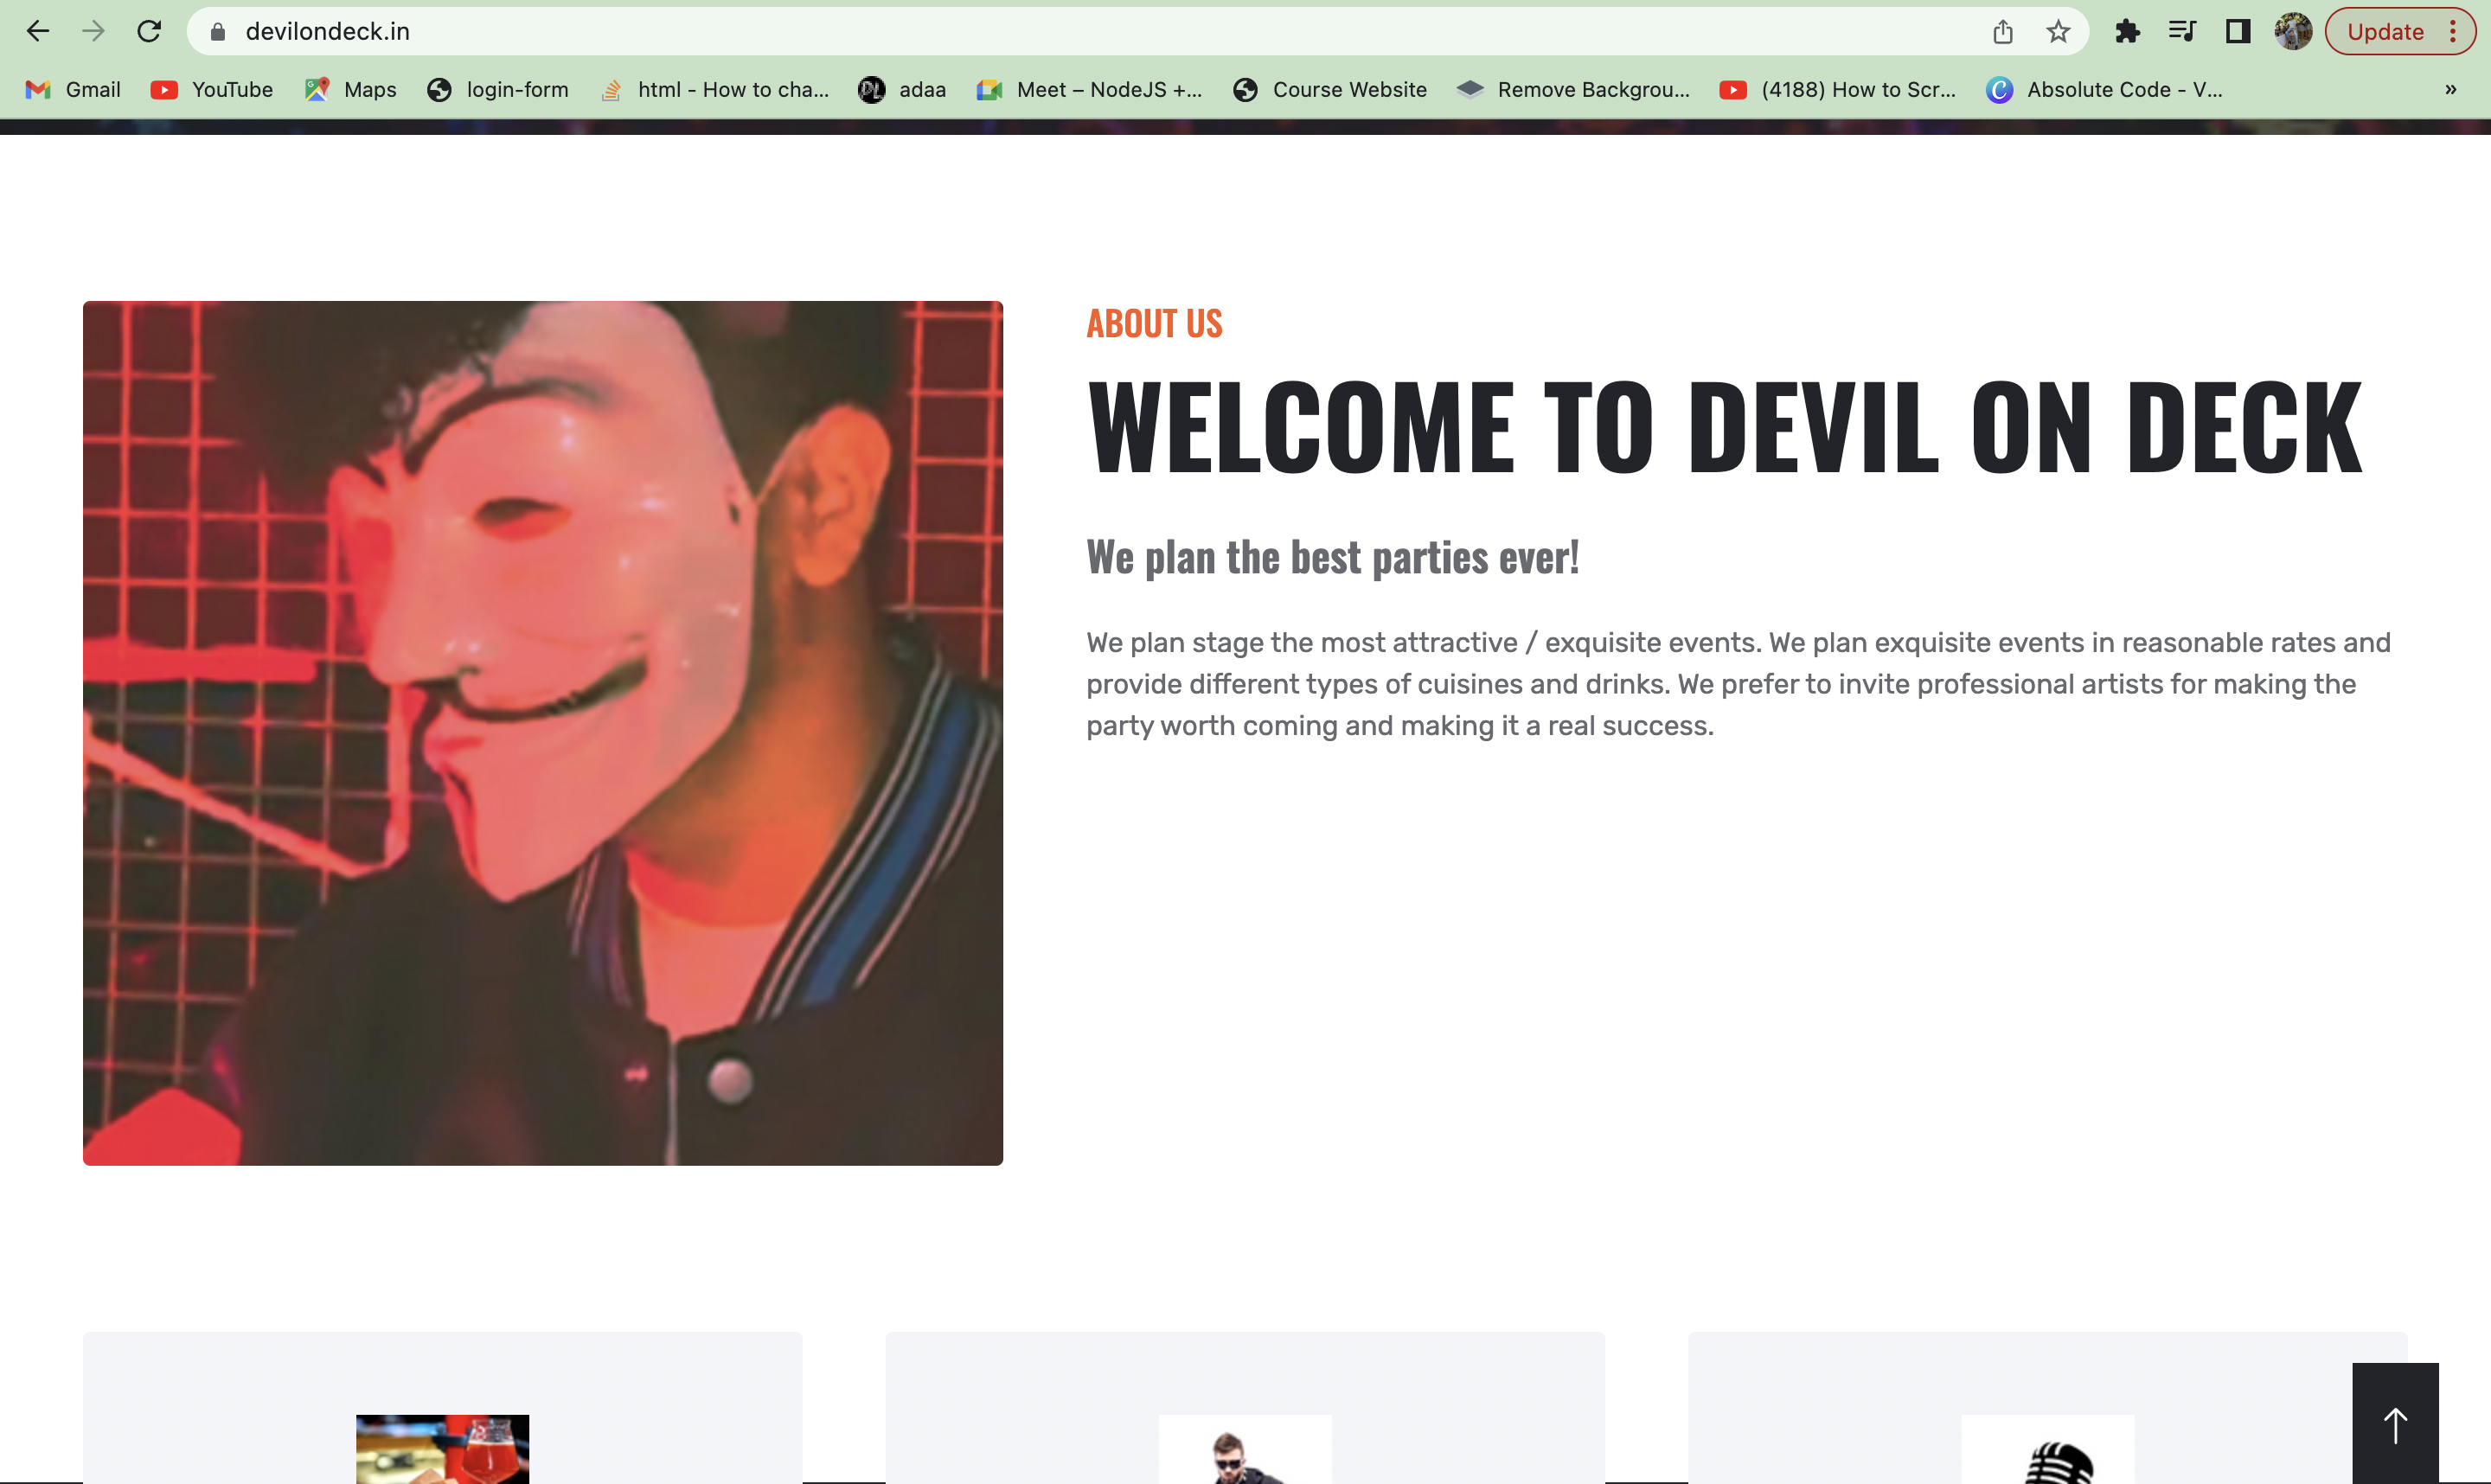 devilondeck.in
Update
Gmail YouTube Maps login-form html - How to cha... adaa Meet – NodeJS +... Course Website Remove Backgrou... (4188) How to Scr... Absolute Code - V... »
ABOUT US
WELCOME TO DEVIL ON DECK
We plan the best parties ever!
We plan stage the most attractive / exquisite events. We plan exquisite events in reasonable rates and
provide different types of cuisines and drinks. We prefer to invite professional artists for making the
party worth coming and making it a real success.